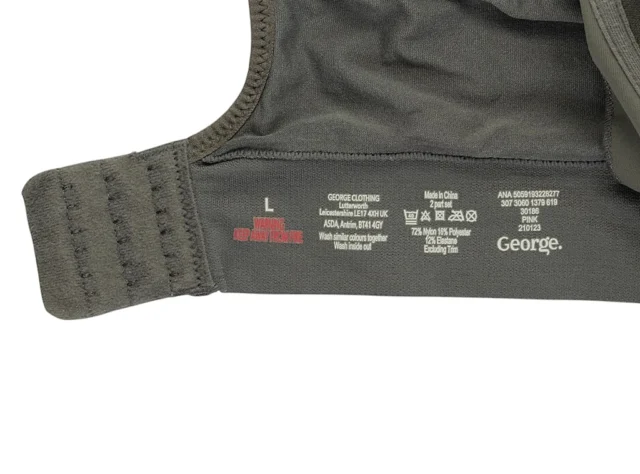 L
GEORGE CLOTHING
Lutterworth
Leicestershire LE17 4XH UK
ASDA, Antrim, BT41 4GY
Wash similar colours together
Wash inside out
Made in China
2 part set
72% Nylon 16% Polyester
12% Elastane
Excluding Trim
ANA 5059193228277
307 3060 1379 619
30186
PINK
210123
George.